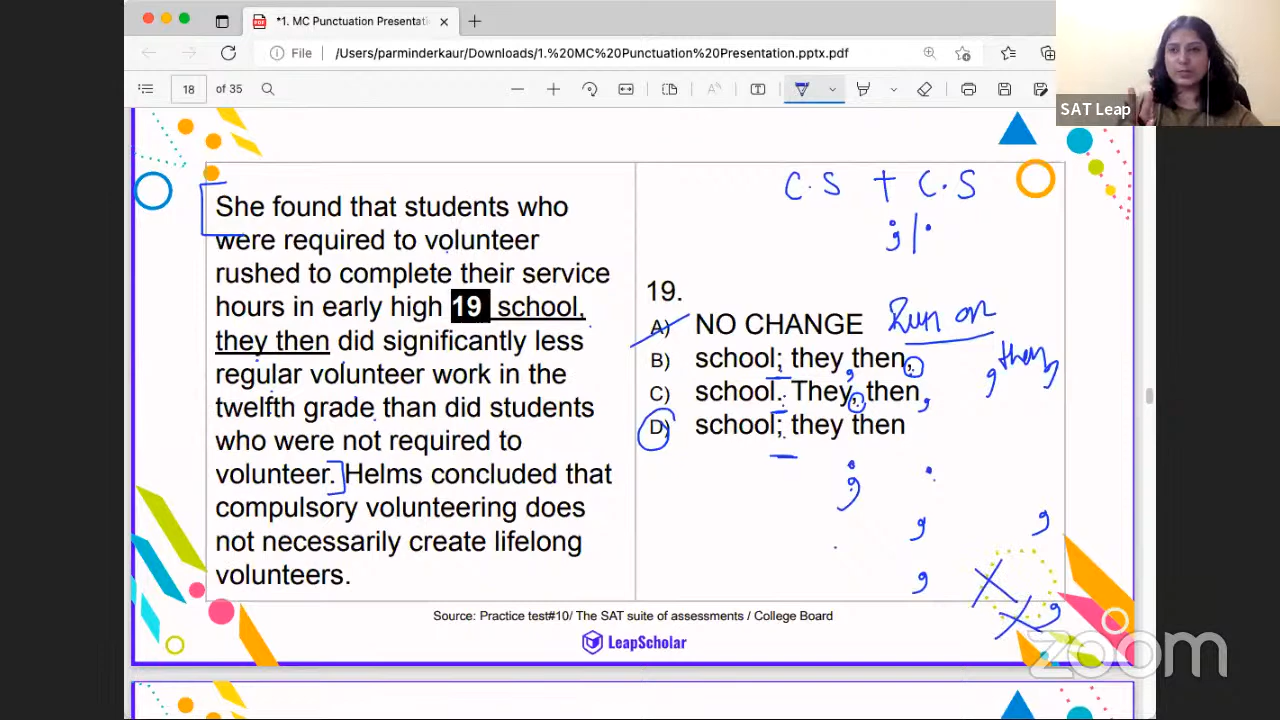 *1. MC Punctuation Presentati
File
/Users/parminderkaur/Downloads/1.%20MC%20Punctuation%20Presentation.pptx.pdf
18
of 35
SAT Leap
She found that students who
were required to volunteer
rushed to complete their service
hours in early high 19 school,
they then did significantly less
regular volunteer work in the
twelfth grade than did students
who were not required to
volunteer. Helms concluded that
compulsory volunteering does
not necessarily create lifelong
volunteers.
C.S + C.S
; | .
19.
A) NO CHANGE Run on
B) school; they, then,
, then,
C) school. They, then,
D) school; they then
; .
, ,
, ,
Source: Practice test#10/ The SAT suite of assessments / College Board
LeapScholar
zoom